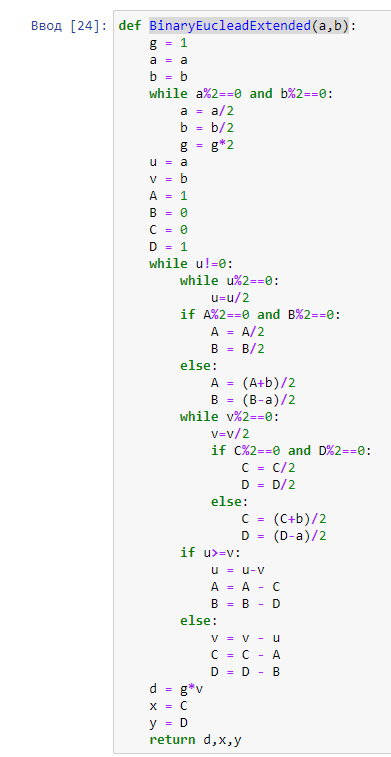 Ввод [24]: def BinaryEucleadExtended(a,b):
    g = 1
    a = a
    b = b
    while a%2==0 and b%2==0:
        a = a/2
        b = b/2
        g = g*2
    u = a
    v = b
    A = 1
    B = 0
    C = 0
    D = 1
    while u!=0:
        while u%2==0:
            u=u/2
        if A%2==0 and B%2==0:
            A = A/2
            B = B/2
        else:
            A = (A+b)/2
            B = (B-a)/2
        while v%2==0:
            v=v/2
            if C%2==0 and D%2==0:
                C = C/2
                D = D/2
            else:
                C = (C+b)/2
                D = (D-a)/2
        if u>=v:
            u = u-v
            A = A - C
            B = B - D
        else:
            v = v - u
            C = C - A
            D = D - B
    d = g*v
    x = C
    y = D
    return d,x,y